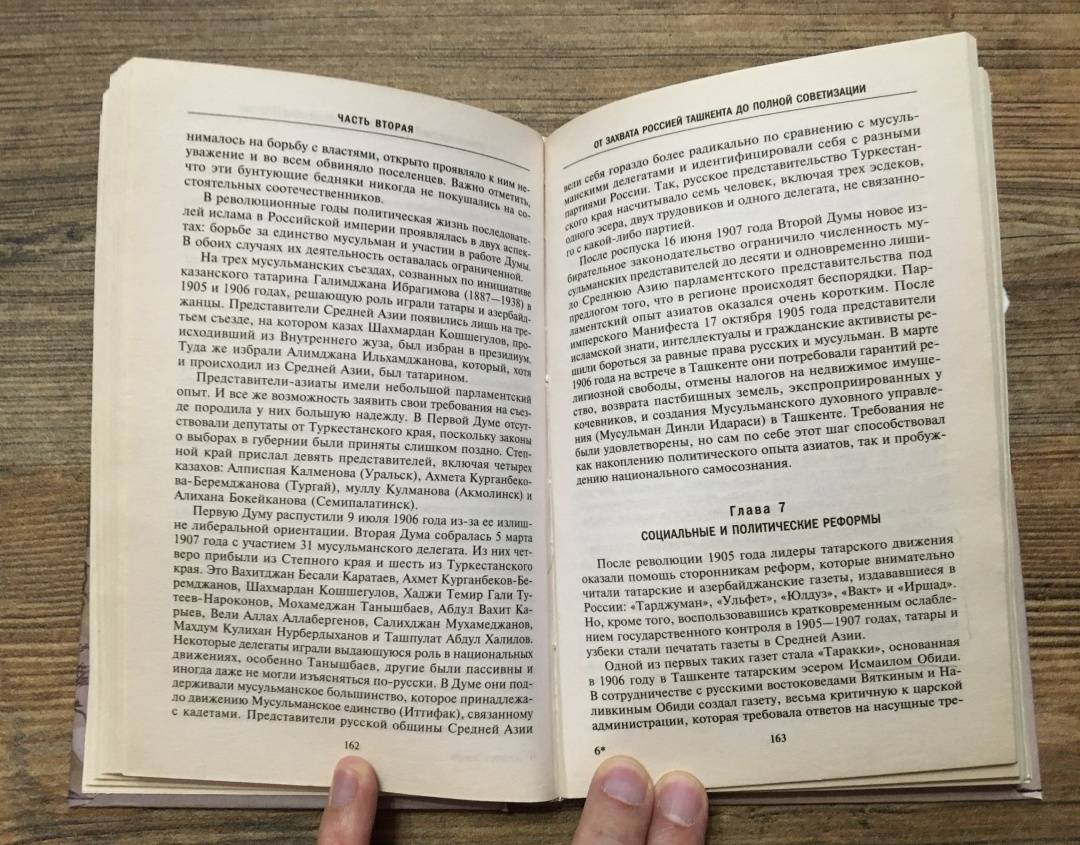 ЧАСТЬ ВТОРАЯ
нималось на борьбу с властями, открыто проявляло к ним не-
уважение и во всем обвиняло поселенцев. Важно отметить,
что эти бунтующие бедняки никогда не покушались на со-
стоятельных соотечественников.
В революционные годы политическая жизнь последовате-
лей ислама в Российской империи проявлялась в двух аспек-
тах: борьбе за единство мусульман и участии в работе Думы.
В обоих случаях их деятельность оставалась ограниченной.
На трех мусульманских съездах, созванных по инициативе
казанского татарина Галимджана Ибрагимова (1887—1938) в
1905 и 1906 годах, решающую роль играли татары и азербайд-
жанцы. Представители Средней Азии появились лишь на тре-
тьем съезде, на котором казах Шахмардан Кошшегулов, про-
исходивший из Внутреннего жуза, был избран в президиум.
Туда же избрали Алимджана Ильхамджанова, который, хотя
и происходил из Средней Азии, был татарином.
Представители-азиаты имели небольшой парламентский
опыт. И все же возможность заявить свои требования на съез-
де породила у них большую надежду. В Первой Думе отсут-
ствовали депутаты от Туркестанского края, поскольку законы
о выборах в губернии были приняты слишком поздно. Степ-
ной край прислал девять представителей, включая четырех
казахов: Алписпая Калменова (Уральск), Ахмета Курганбеко-
ва-Беремджанова (Тургай), муллу Кулманова (Акмолинск) и
Алихана Бокейканова (Семипалатинск).
Первую Думу распустили 9 июля 1906 года из-за ее излиш-
не либеральной ориентации. Вторая Дума собралась 5 марта
1907 года с участием 31 мусульманского делегата. Из них чет-
веро прибыли из Степного края и шесть из Туркестанского
края. Это Вахитджан Бесали Каратаев, Ахмет Курганбеков-Бе-
ремджанов, Шахмардан Кошшегулов, Хаджи Темир Гали Ту-
теев-Нароконов, Мохамеджан Танышбаев, Абдул Вахит Ка-
рыев, Вели Аллах Аллабергенов, Салихджан Мухамеджанов,
Махдум Кулихан Нурбердыханов и Ташпулат Абдул Халилов.
Некоторые делегаты играли выдающуюся роль в национальных
движениях, особенно Танышбаев, другие были пассивны и
иногда даже не могли изъясняться по-русски. В Думе они под-
держивали мусульманское большинство, которое принадлежа-
ло движению Мусульманское единство (Иттифак), связанному
с кадетами. Представители русской общины Средней Азии
162
ОТ ЗАХВАТА РОССИЕЙ ТАШКЕНТА ДО ПОЛНОЙ СОВЕТИЗАЦИИ
вели себя гораздо более радикально по сравнению с мусуль-
манскими делегатами и идентифицировали себя с разными
партиями России. Так, русское представительство Туркестан-
ского края насчитывало семь человек, включая трех эсдеков,
одного эсера, двух трудовиков и одного делегата, не связанно-
го с какой-либо партией.
После роспуска 16 июня 1907 года Второй Думы новое из-
бирательное законодательство ограничило численность му-
сульманских представителей до десяти и одновременно лиши-
ло Среднюю Азию парламентского представительства под
предлогом того, что в регионе происходят беспорядки. Пар-
ламентский опыт азиатов оказался очень коротким. После
имперского Манифеста 17 октября 1905 года представители
исламской знати, интеллектуалы и гражданские активисты ре-
шили бороться за равные права русских и мусульман. В марте
1906 года на встрече в Ташкенте они потребовали гарантий ре-
лигиозной свободы, отмены налогов на недвижимое имуще-
ство, возврата пастбищных земель, экспроприированных у
кочевников, и создания Мусульманского духовного управле-
ния (Мусульман Динли Идараси) в Ташкенте. Требования не
были удовлетворены, но сам по себе этот шаг способствовал
как накоплению политического опыта азиатов, так и пробуж-
дению национального самосознания.
Глава 7
СОЦИАЛЬНЫЕ И ПОЛИТИЧЕСКИЕ РЕФОРМЫ
После революции 1905 года лидеры татарского движения
оказали помощь сторонникам реформ, которые внимательно
читали татарские и азербайджанские газеты, издававшиеся в
России: «Тарджуман», «Ульфет», «Юлдуз», «Вакт» и «Иршад».
Но, кроме того, воспользовавшись кратковременным ослабле-
нием государственного контроля в 1905—1907 годах, татары и
узбеки стали печатать газеты в Средней Азии.
Одной из первых таких газет стала «Таракки», основанная
в 1906 году в Ташкенте татарским эсером Исмаилом Обиди.
В сотрудничестве с русскими востоковедами Вяткиным и На-
ливкиным Обиди создал газету, весьма критичную к царской
администрации, которая требовала ответов на насущные тре-
6*
163